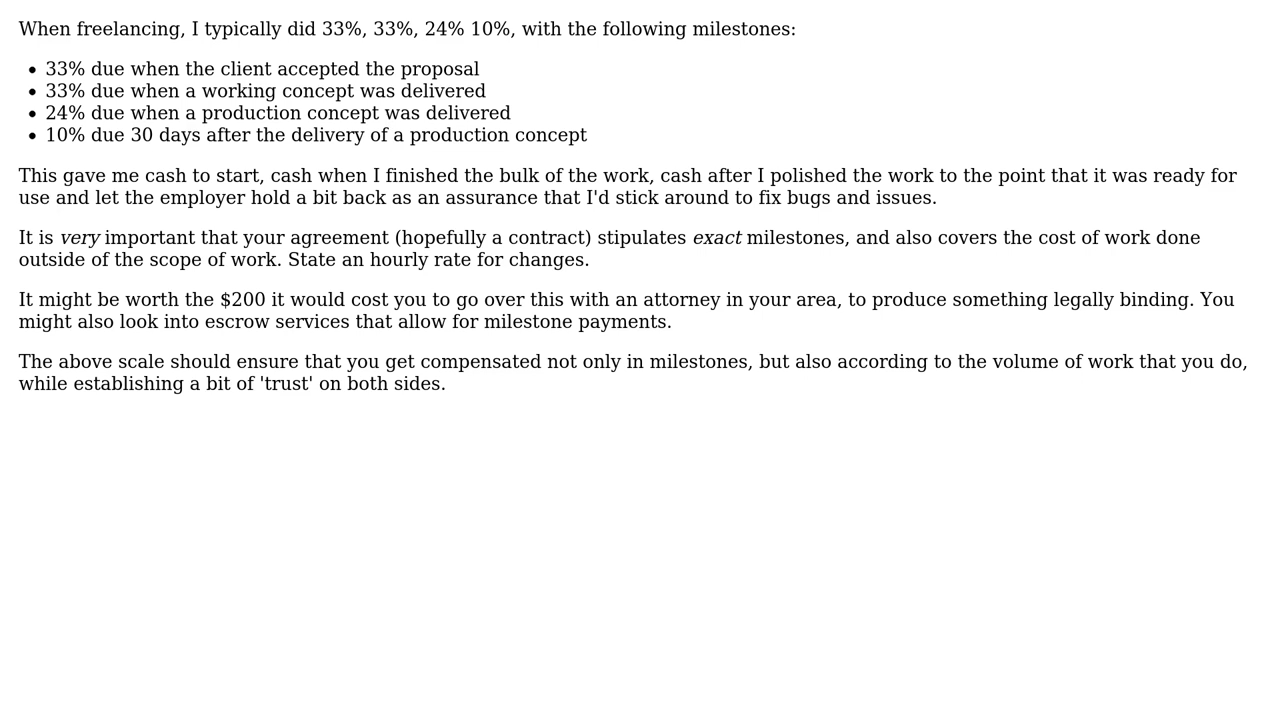 When freelancing, I typically did 33%, 33%, 24% 10%, with the following milestones:
• 33% due when the client accepted the proposal
• 33% due when a working concept was delivered
• 24% due when a production concept was delivered
• 10% due 30 days after the delivery of a production concept
This gave me cash to start, cash when I finished the bulk of the work, cash after I polished the work to the point that it was ready for
use and let the employer hold a bit back as an assurance that I'd stick around to fix bugs and issues.
It is very important that your agreement (hopefully a contract) stipulates exact milestones, and also covers the cost of work done
outside of the scope of work. State an hourly rate for changes.
It might be worth the $200 it would cost you to go over this with an attorney in your area, to produce something legally binding. You
might also look into escrow services that allow for milestone payments.
The above scale should ensure that you get compensated not only in milestones, but also according to the volume of work that you do,
while establishing a bit of 'trust' on both sides.